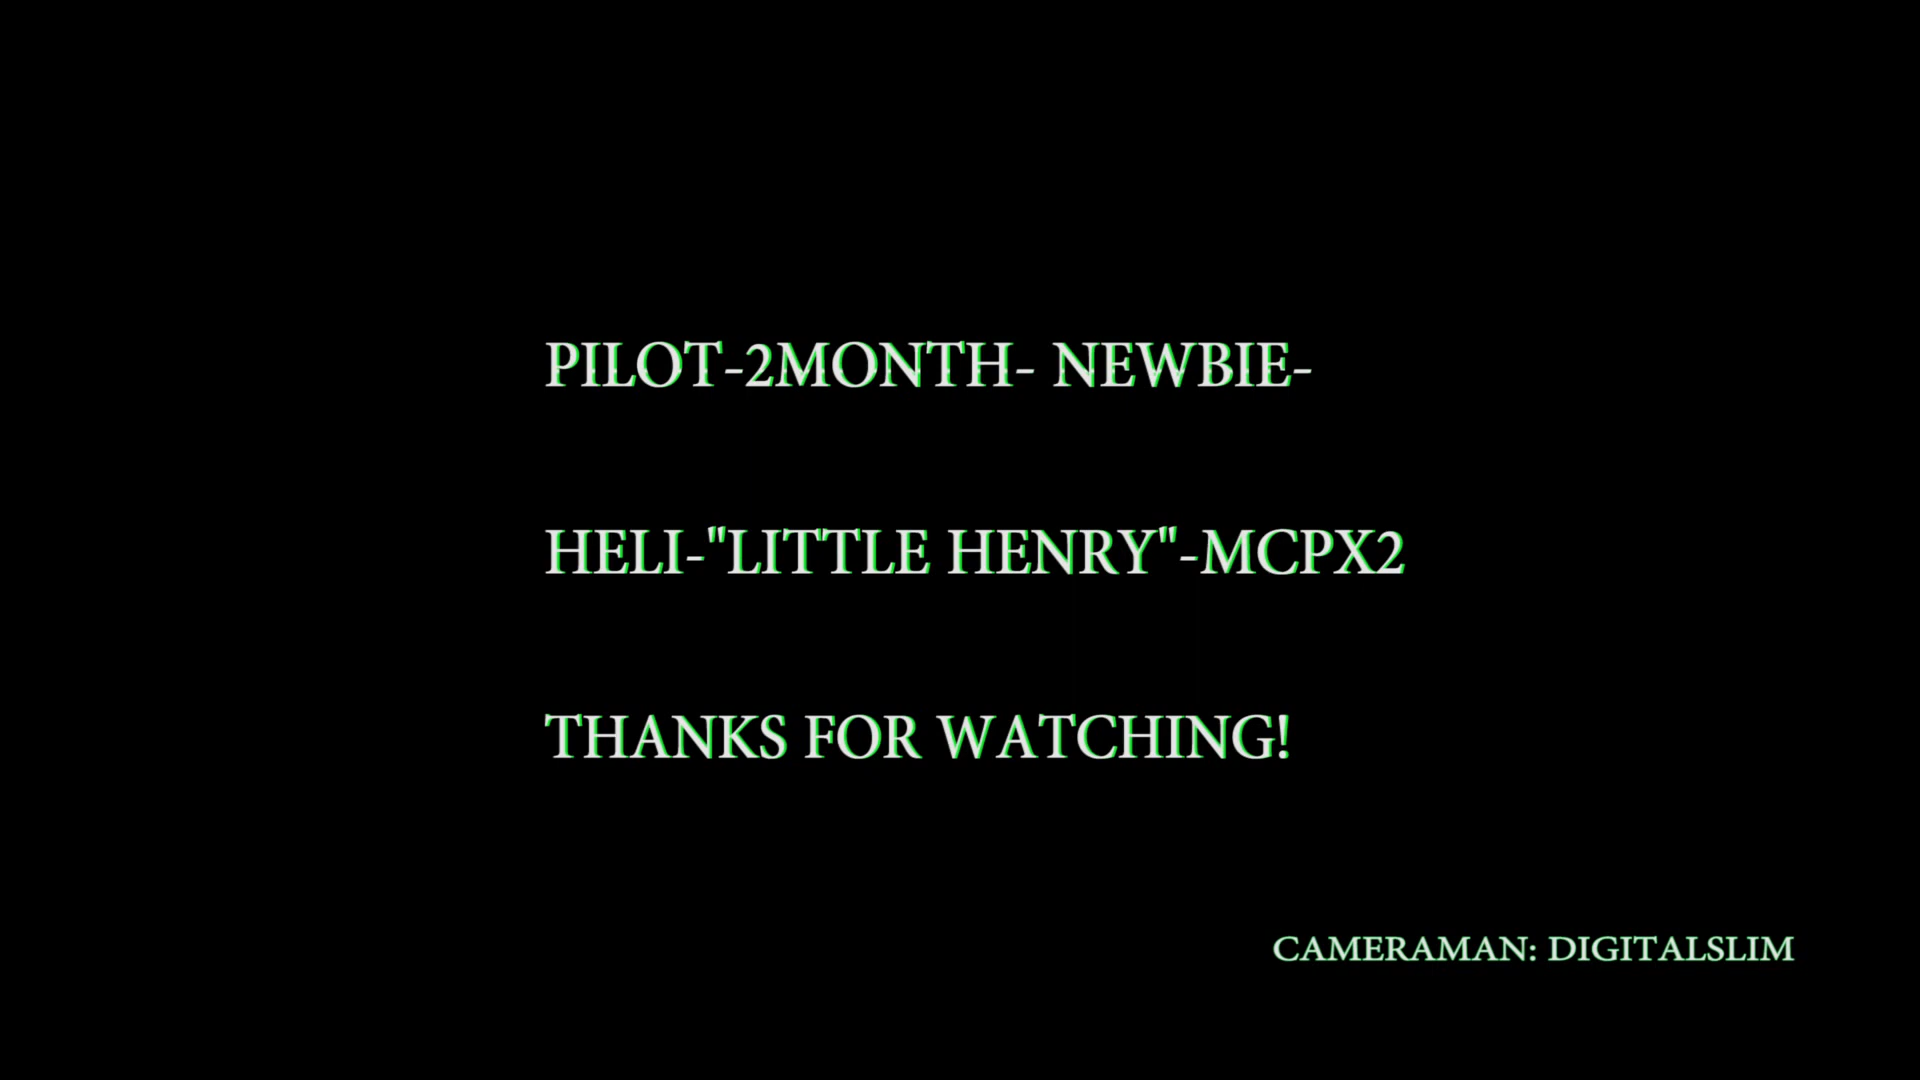 PILOT-2MONTH- NEWBIE-
HELI-"LITTLE HENRY"-MCPX2
THANKS FOR WATCHING!
CAMERAMAN: DIGITALSLIM